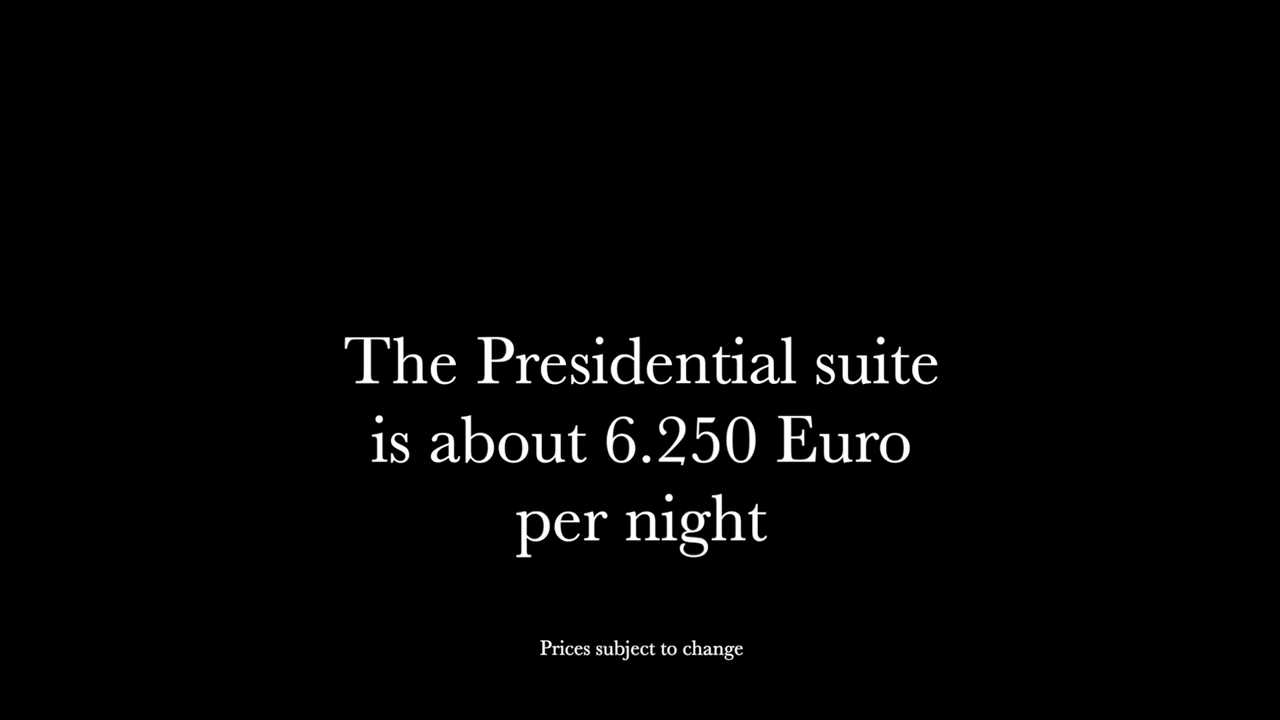 The Presidential suite
is about 6.250 Euro
per night
Prices subject to change